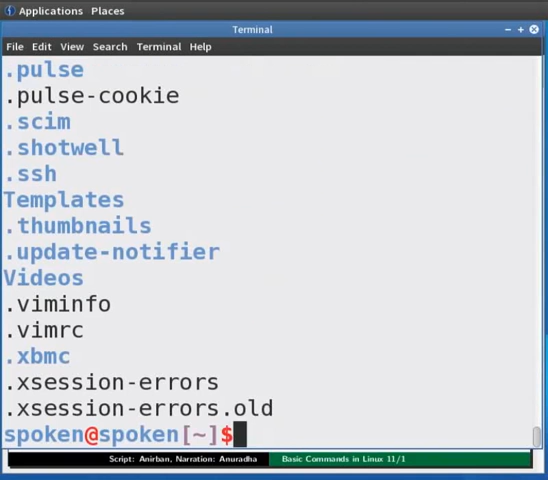 Applications Places
Terminal
File Edit View Search Terminal Help
.pulse
.pulse-cookie
.scim
.shotwell
.ssh
Templates
.thumbnails
.update-notifier
Videos
.viminfo
.vimrc
.xbmc
.xsession-errors
.xsession-errors.old
spoken@spoken[~]$
Script: Anirban, Narration: Anuradha Basic Commands in Linux 11/1